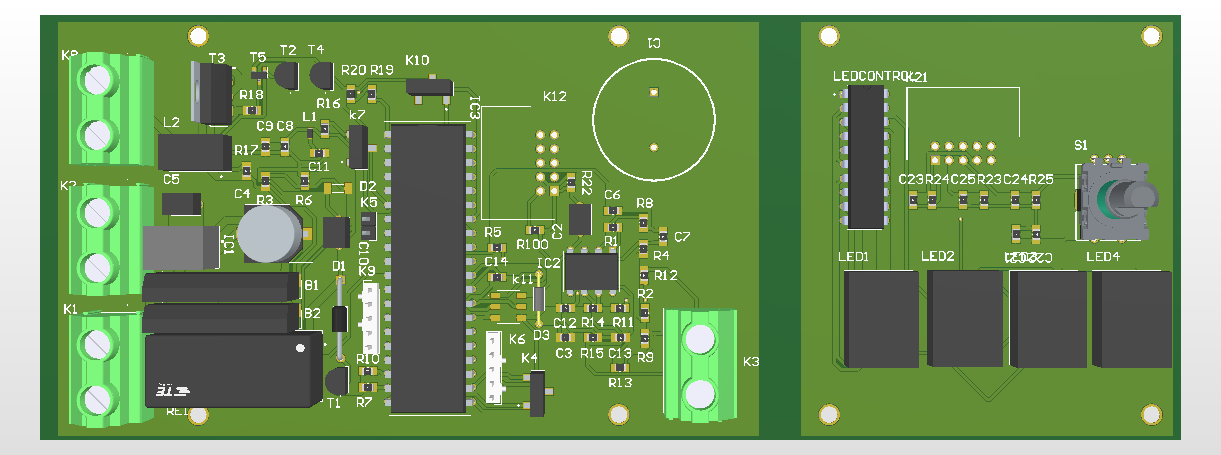 K8
T3
T5
T2
T4
R20
R19
K10
C1
R18
R16
IC3
K12
L2
C9
C8
L1
k7
R17
C11
C5
C4
R3
R6
D2
K2
K5
IC1
C10
R22
C6
R8
R1
C7
R5
R100
C2
R4
C14
IC2
R12
D1
K9
k11
B1
B2
K1
R2
C12
R14
R11
D3
K6
C3
R15
C13
R9
R10
K4
R13
K3
TE
RE1
T1
R7
LEDCONTROL
K21
S1
C23
R24
C25
R23
C24
R25
LED1
LED2
LED4